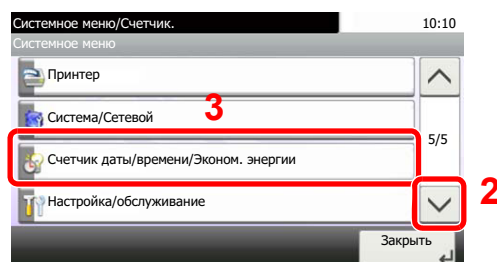 Системное меню/Счетчик. 10:10
Системное меню
Принтер
3
Система/Сетевой
5/5
Счетчик даты/времени/Эконом. энергии
2
Настройка/обслуживание
Закрыть